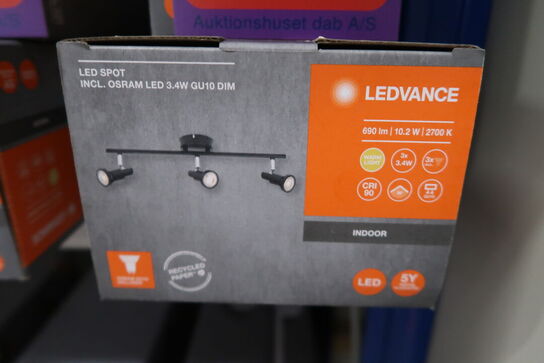 Auktionshuset dab A/S
LED SPOT
INCL. OSRAM LED 3.4W GU10 DIM
LEDVANCE
690 lm | 10.2 W | 2700 K
WARM
LIGHT
3x
3.4W
3x
CRI
90
INDOOR
RECYCLED
PAPER
LED
5Y